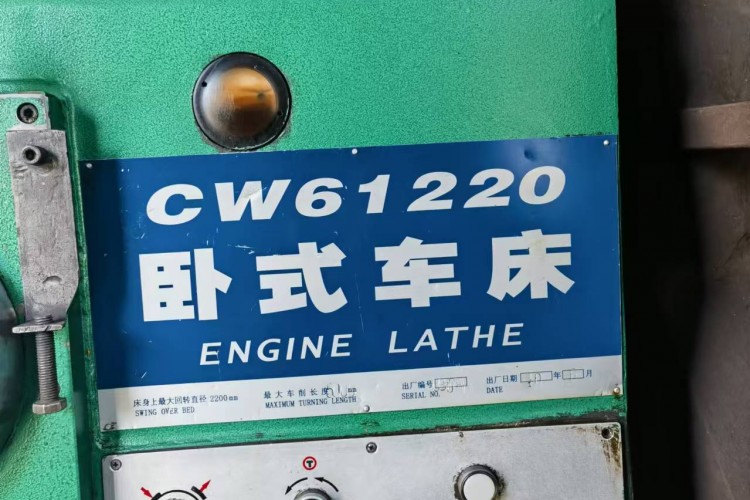 CW61220
卧式车床
ENGINE LATHE
床身上最大回转直径 2200mm
SWING OVER BED
最大车削长度 mm
MAXIMUM TURNING LENGTH
出厂编号
SERIAL NO.
出厂日期 年 月
DATE